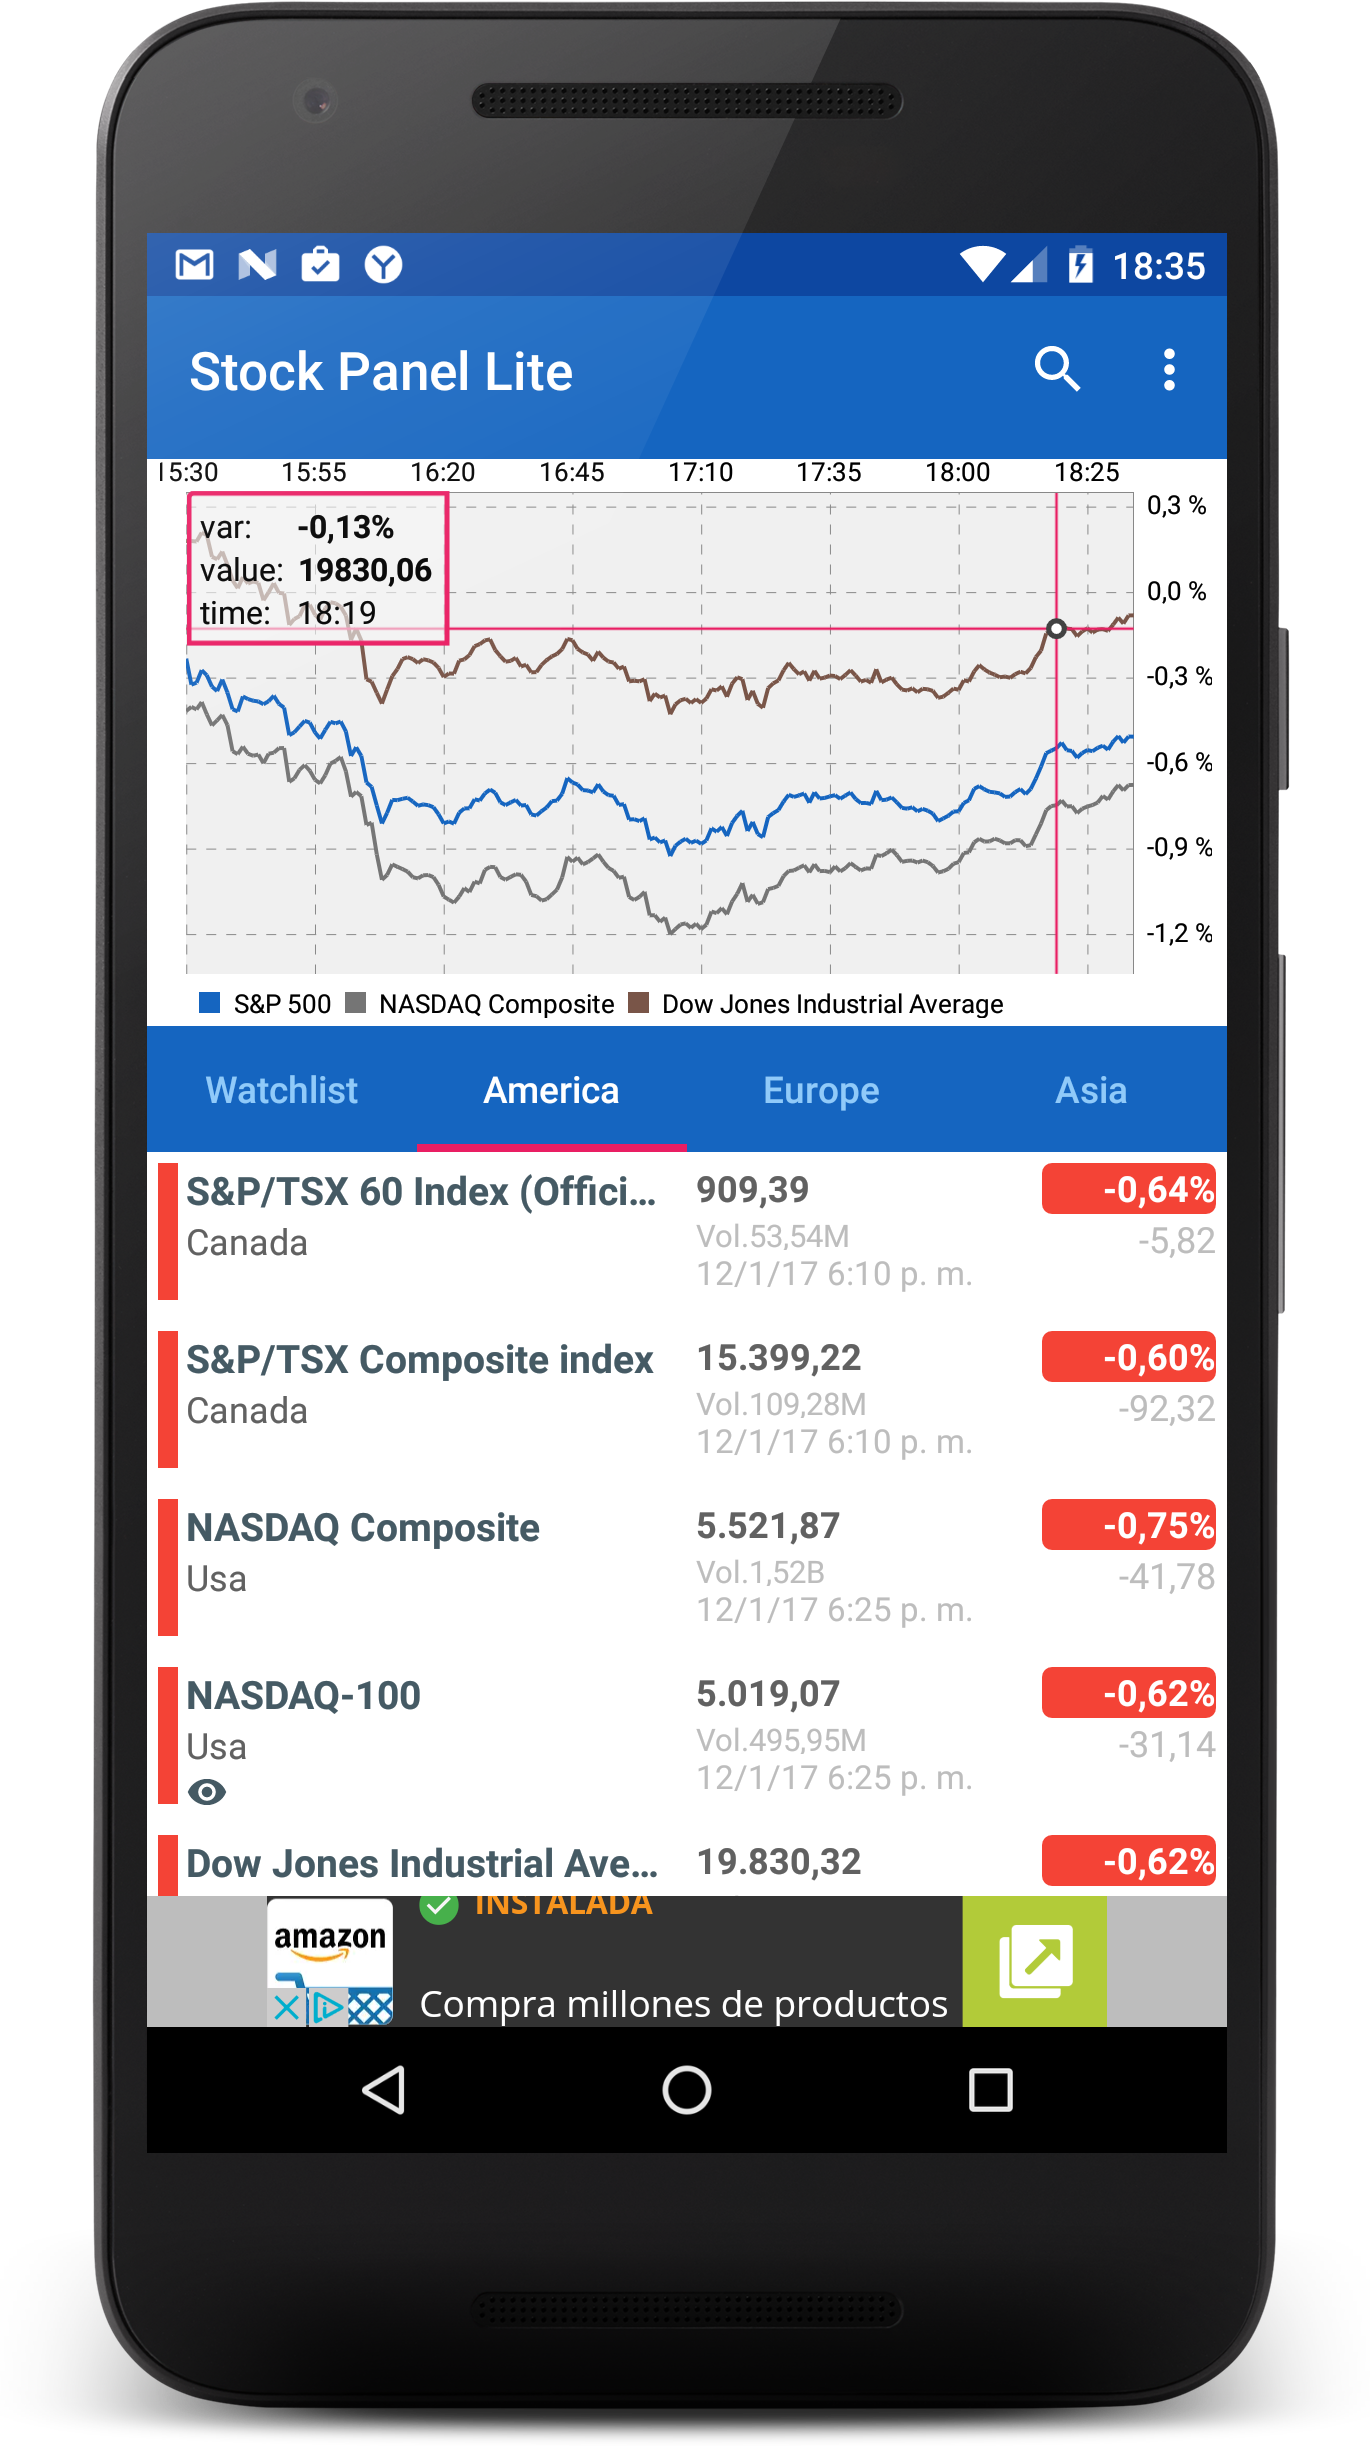 18:35
Stock Panel Lite
15:30 15:55 16:20 16:45 17:10 17:35 18:00 18:25
var: -0,13%
value: 19830,06
time: 18:19
0,3 %
0,0 %
-0,3 %
-0,6 %
-0,9 %
-1,2 %
S&P 500 NASDAQ Composite Dow Jones Industrial Average
Watchlist America Europe Asia
S&P/TSX 60 Index (Offici... 909,39 -0,64%
Canada Vol.53,54M -5,82
12/1/17 6:10 p. m.
S&P/TSX Composite index 15.399,22 -0,60%
Canada Vol.109,28M -92,32
12/1/17 6:10 p. m.
NASDAQ Composite 5.521,87 -0,75%
Usa Vol.1,52B -41,78
12/1/17 6:25 p. m.
NASDAQ-100 5.019,07 -0,62%
Usa Vol.495,95M -31,14
12/1/17 6:25 p. m.
Dow Jones Industrial Ave... 19.830,32 -0,62%
INSTALADA
amazon
Compra millones de productos